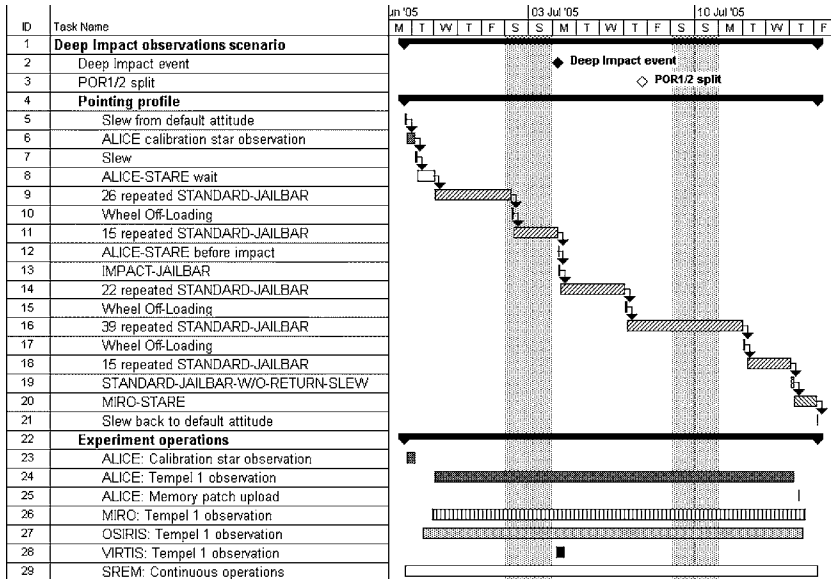 un '05 03 Jul '05 10 Jul '05
ID Task Name M T W T F S S M T W T F S S M T W T F
1 Deep Impact observations scenario
2 Deep Impact event Deep Impact event
3 POR1/2 split POR1/2 split
4 Pointing profile
5 Slew from default attitude
6 ALICE calibration star observation
7 Slew
8 ALICE-STARE wait
9 26 repeated STANDARD-JAILBAR
10 Wheel Off-Loading
11 15 repeated STANDARD-JAILBAR
12 ALICE-STARE before impact
13 IMPACT-JAILBAR
14 22 repeated STANDARD-JAILBAR
15 Wheel Off-Loading
16 39 repeated STANDARD-JAILBAR
17 Wheel Off-Loading
18 15 repeated STANDARD-JAILBAR
19 STANDARD-JAILBAR-W/O-RETURN-SLEW
20 MIRO-STARE
21 Slew back to default attitude
22 Experiment operations
23 ALICE: Calibration star observation
24 ALICE: Tempel 1 observation
25 ALICE: Memory patch upload
26 MIRO: Tempel 1 observation
27 OSIRIS: Tempel 1 observation
28 VIRTIS: Tempel 1 observation
29 SREM: Continuous operations